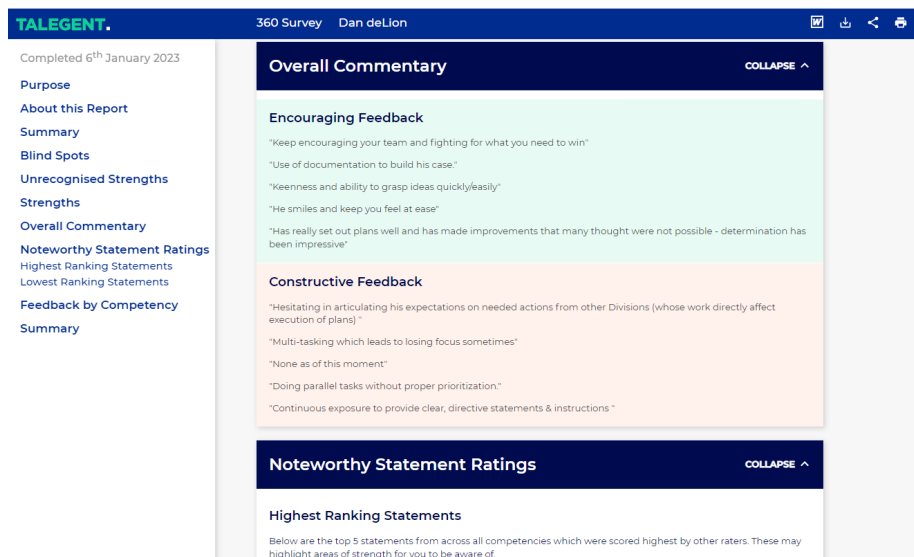 TALEGENT.
360 Survey Dan deLion
Completed 6th January 2023
Purpose
About this Report
Summary
Blind Spots
Unrecognised Strengths
Strengths
Overall Commentary
Noteworthy Statement Ratings
Highest Ranking Statements
Lowest Ranking Statements
Feedback by Competency
Summary
Overall Commentary
COLLAPSE
Encouraging Feedback
"Keep encouraging your team and fighting for what you need to win"
"Use of documentation to build his case."
"Keenness and ability to grasp ideas quickly/easily"
"He smiles and keep you feel at ease"
"Has really set out plans well and has made improvements that many thought were not possible - determination has
been impressive"
Constructive Feedback
"Hesitating in articulating his expectations on needed actions from other Divisions (whose work directly affect
execution of plans) "
"Multi-tasking which leads to losing focus sometimes"
"None as of this moment"
"Doing parallel tasks without proper prioritization."
"Continuous exposure to provide clear, directive statements & instructions "
Noteworthy Statement Ratings
COLLAPSE
Highest Ranking Statements
Below are the top 5 statements from across all competencies which were scored highest by other raters. These may
highlight areas of strength for you to be aware of.